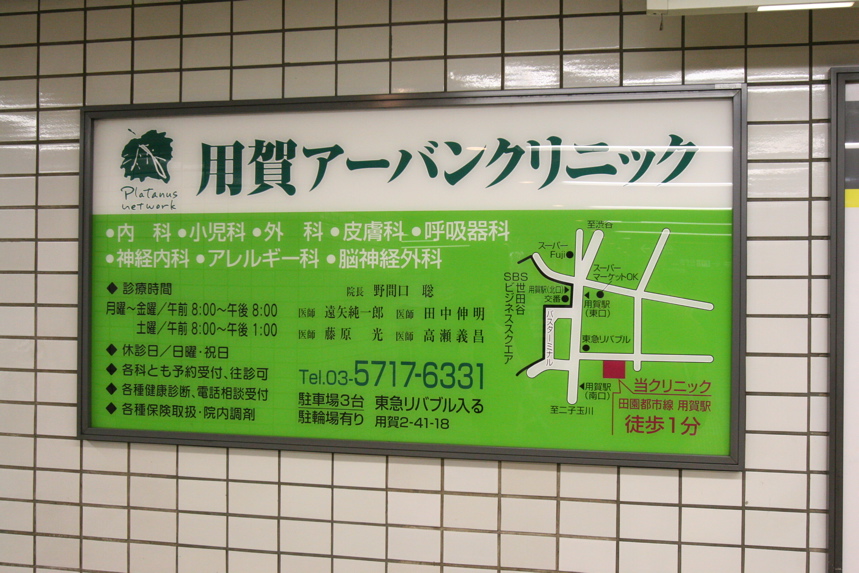 Platanus
network
用賀アーバンクリニック
●内　科●小児科●外　科●皮膚科●呼吸器科
●神経内科●アレルギー科●脳神経外科
◆診療時間
月曜～金曜／午前8:00～午後8:00
土曜／午前8:00～午後1:00
◆休診日／日曜・祝日
◆各科とも予約受付、往診可
◆各種健康診断、電話相談受付
◆各種保険取扱・院内調剤
院長 野間口　聡
医師 遠矢純一郎 医師 田中伸明
医師 藤原　光 医師 高瀬義昌
Tel.03-5717-6331
駐車場3台 東急リバブル入る
駐輪場有り 用賀2-41-18
至渋谷
スーパー
Fuji
スーパー
マーケットOK
SBS
世田谷
ビジネススクエア
用賀駅(北口)
交番
用賀駅
(東口)
バスターミナル
東急リバブル
用賀駅
(南口)
至二子玉川
当クリニック
田園都市線 用賀駅
徒歩1分